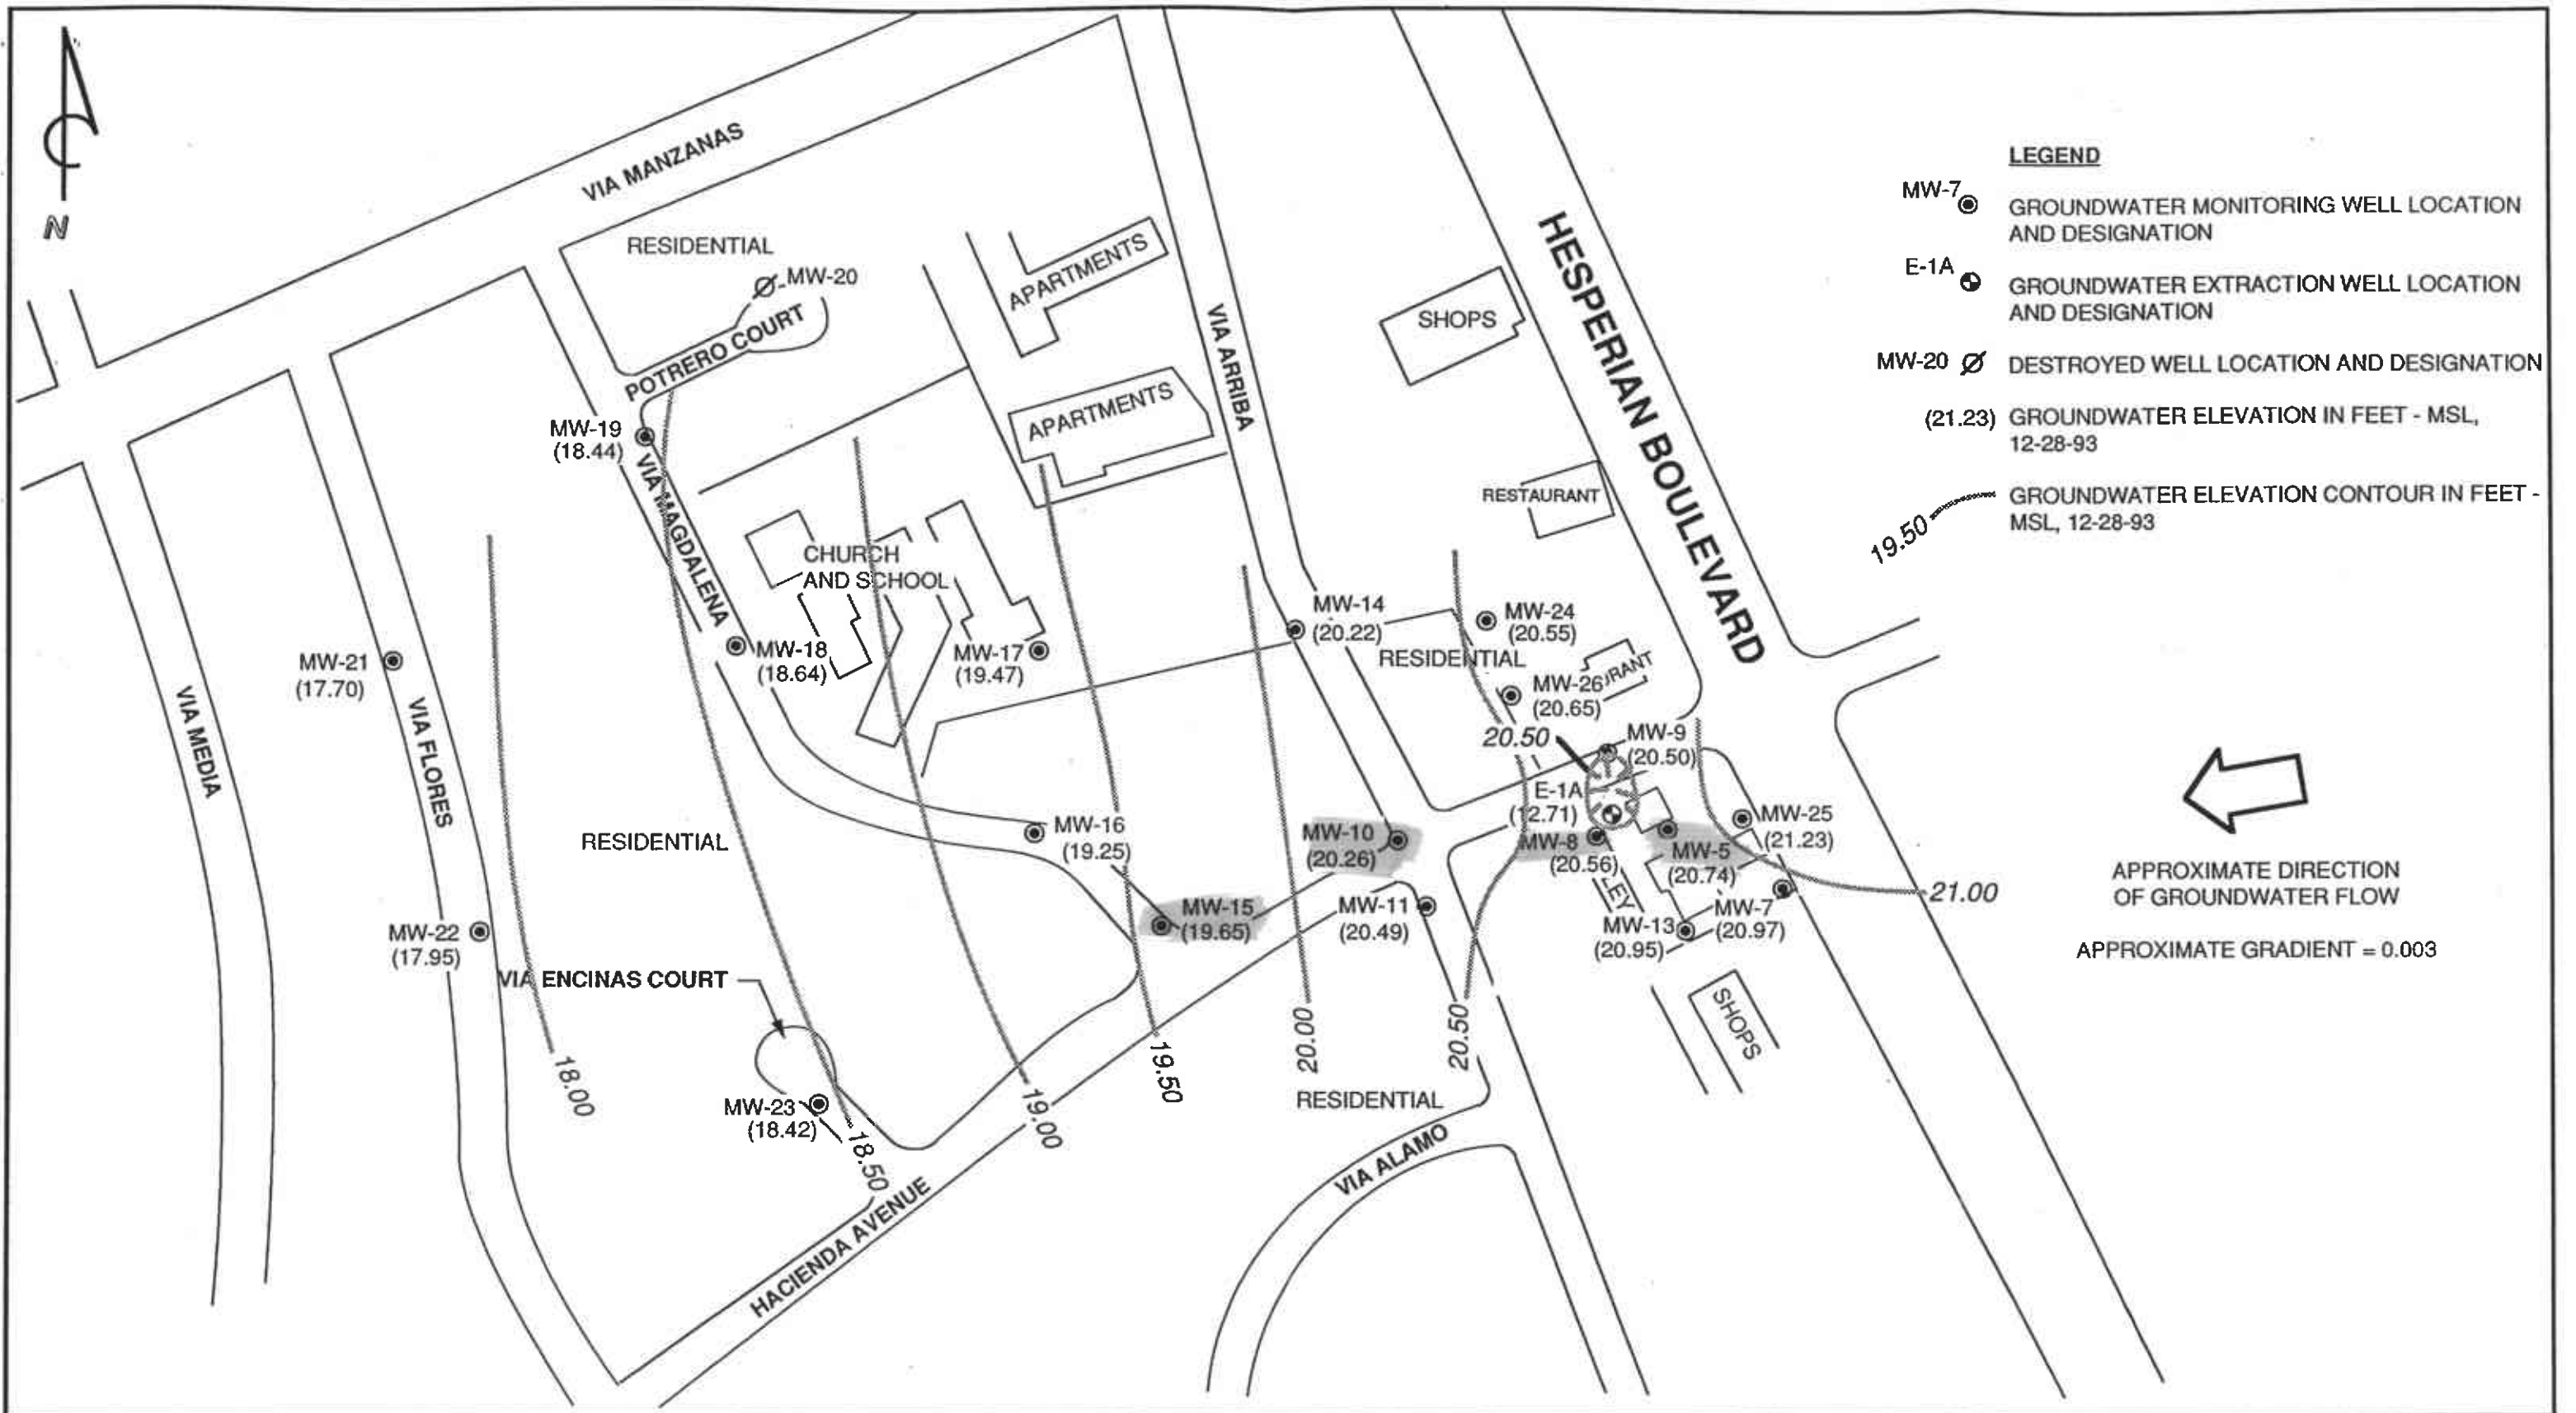 N
VIA MANZANAS
RESIDENTIAL
MW-20
POTRERO COURT
APARTMENTS
APARTMENTS
VIA ARRIBA
SHOPS
HESPERIAN BOULEVARD
RESTAURANT
LEGEND
MW-7
GROUNDWATER MONITORING WELL LOCATION
AND DESIGNATION
E-1A
GROUNDWATER EXTRACTION WELL LOCATION
AND DESIGNATION
MW-20
DESTROYED WELL LOCATION AND DESIGNATION
(21.23)
GROUNDWATER ELEVATION IN FEET - MSL,
12-28-93
19.50
GROUNDWATER ELEVATION CONTOUR IN FEET -
MSL, 12-28-93
MW-19
(18.44)
VIA MAGDALENA
CHURCH
AND SCHOOL
MW-18
(18.64)
MW-17
(19.47)
MW-14
(20.22)
MW-24
(20.55)
RESIDENTIAL
RANT
MW-26
(20.65)
20.50
MW-9
(20.50)
E-1A
(12.71)
MW-21
(17.70)
VIA MEDIA
VIA FLORES
RESIDENTIAL
MW-16
(19.25)
MW-10
(20.26)
MW-8
(20.56)
MW-5
(20.74)
MW-25
(21.23)
21.00
MW-15
(19.65)
MW-11
(20.49)
LEY
MW-13
(20.95)
MW-7
(20.97)
MW-22
(17.95)
VIA ENCINAS COURT
SHOPS
18.00
MW-23
(18.42)
18.50
19.00
19.50
20.00
20.50
RESIDENTIAL
VIA ALAMO
HACIENDA AVENUE
APPROXIMATE DIRECTION
OF GROUNDWATER FLOW
APPROXIMATE GRADIENT = 0.003